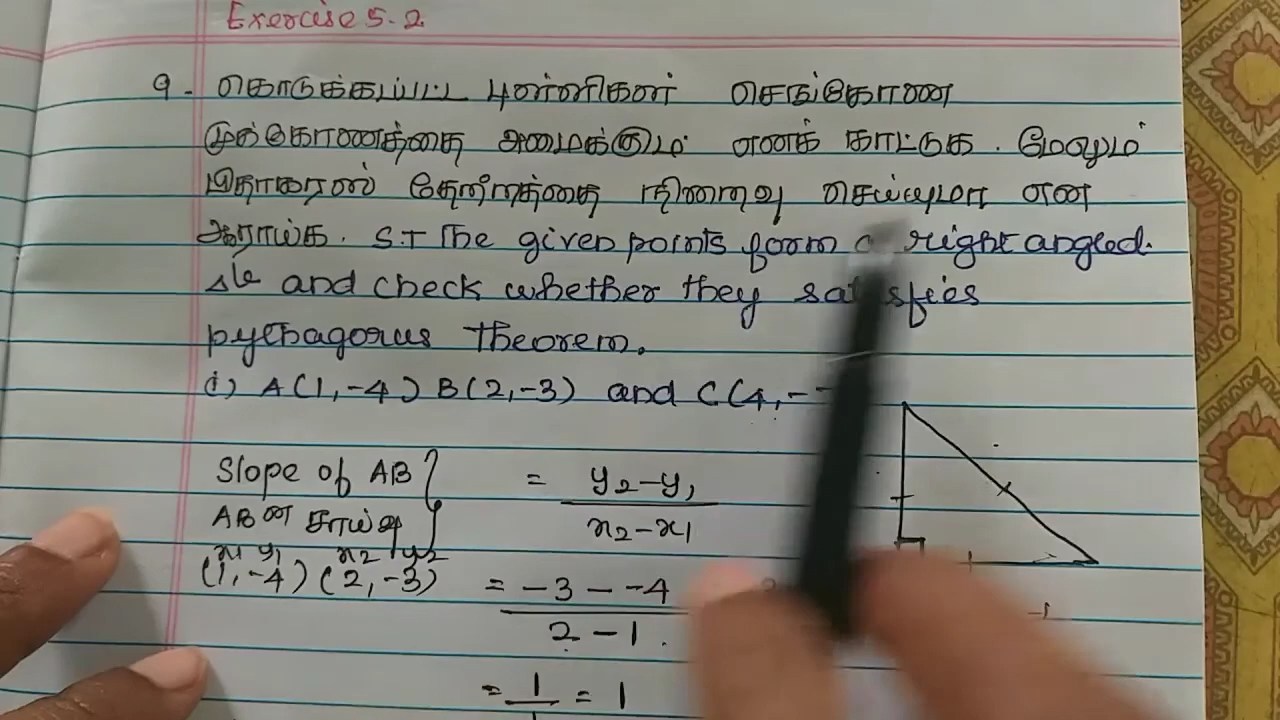 Exercise 5.2
9. கொடுக்கப்பட்ட புள்ளிகள் செங்கோண
முக்கோணத்தை அமைக்கும் எனக் காட்டுக. மேலும்
பிதாகரஸ் தேற்றத்தை நிறைவு செய்யுமா என
ஆராய்க. S.T The given points form a right angled.
sle and check whether they satisfies
pythagorus Theorem.
(i) A(1,-4) B(2,-3) and C(4,-
Slope of AB } = y2-y1
AB ன் சாய்வு x2-x1
x1 y1 x2 y2
(1,-4) (2,-3) = -3 - -4
2 - 1.
= 1 = 1